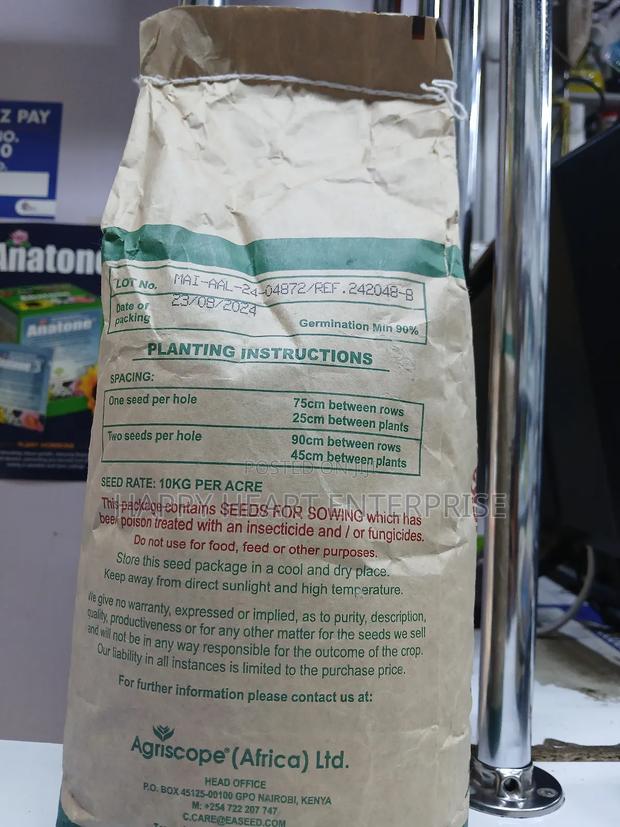 Z PAY
NO.
0
Anatone
Anatone
PLANT HORMONE
LOT No. MAI-AAL-24-04872/REF.242048-B
Date of packing 23/08/2024
Germination Min 90%
PLANTING INSTRUCTIONS
SPACING:
One seed per hole 75cm between rows
25cm between plants
Two seeds per hole 90cm between rows
45cm between plants
POSTED ON JIJI
SEED RATE: 10KG PER ACRE
HAPPY HEART ENTERPRISE
This package contains SEEDS FOR SOWING which has
been poison treated with an insecticide and / or fungicides.
Do not use for food, feed or other purposes.
Store this seed package in a cool and dry place.
Keep away from direct sunlight and high temperature.
We give no warranty, expressed or implied, as to purity, description,
quality, productiveness or for any other matter for the seeds we sell
and will not be in any way responsible for the outcome of the crop.
Our liability in all instances is limited to the purchase price.
For further information please contact us at:
Agriscope® (Africa) Ltd.
HEAD OFFICE
P.O. BOX 45125-00100 GPO NAIROBI, KENYA
M: +254 722 207 747
C.CARE@EASEED.COM